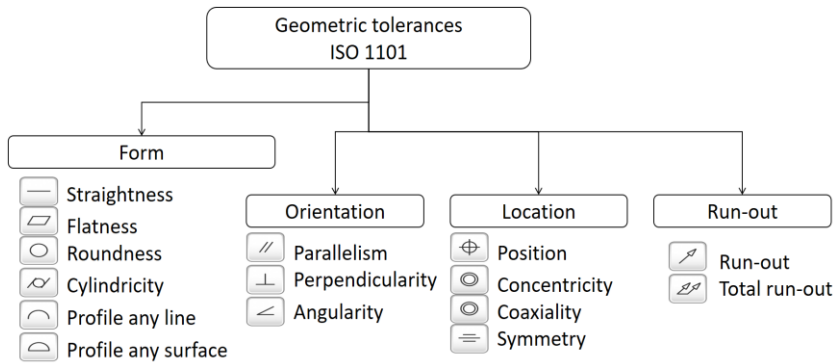 Geometric tolerances
ISO 1101
Form
Straightness
Flatness
Roundness
Cylindricity
Profile any line
Profile any surface
Orientation
Parallelism
Perpendicularity
Angularity
Location
Position
Concentricity
Coaxiality
Symmetry
Run-out
Run-out
Total run-out